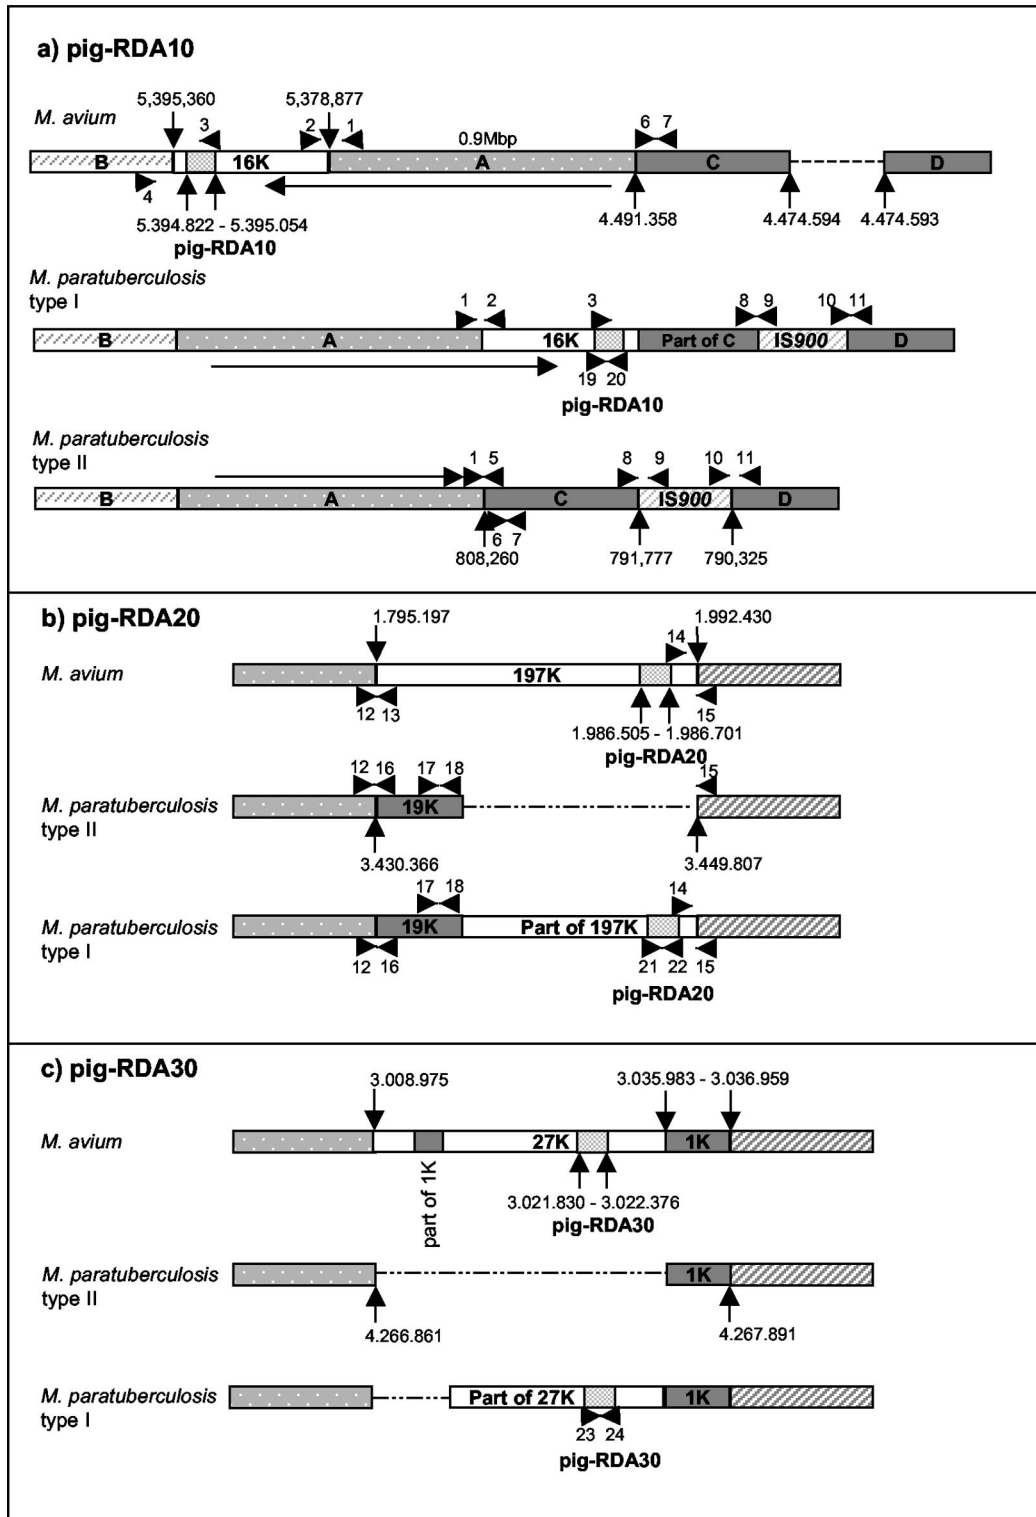 a) pig-RDA10
5,395,360 5,378,877
M. avium 3 2 1 0.9Mbp 6 7
B 16K A C D
4
5.394.822 - 5.395.054 4.491.358 4.474.594 4.474.593
pig-RDA10
M. paratuberculosis
type I 1 2 3 8 9 10 11
B A 16K Part of C IS900 D
19 20
pig-RDA10
M. paratuberculosis
type II 1 5 8 9 10 11
B A C IS900 D
6 7
808,260 791,777 790,325
b) pig-RDA20
1.795.197 1.992.430
14
M. avium 197K
12 13 15
1.986.505 - 1.986.701
pig-RDA20
12 16 17 18 15
M. paratuberculosis 19K
type II
3.430.366 3.449.807
17 18 14
M. paratuberculosis 19K Part of 197K
type I
12 16 21 22 15
pig-RDA20
c) pig-RDA30
3.008.975 3.035.983 - 3.036.959
M. avium 27K 1K
part of 1K
3.021.830 - 3.022.376
pig-RDA30
M. paratuberculosis 1K
type II
4.266.861 4.267.891
M. paratuberculosis Part of 27K 1K
type I
23 24
pig-RDA30